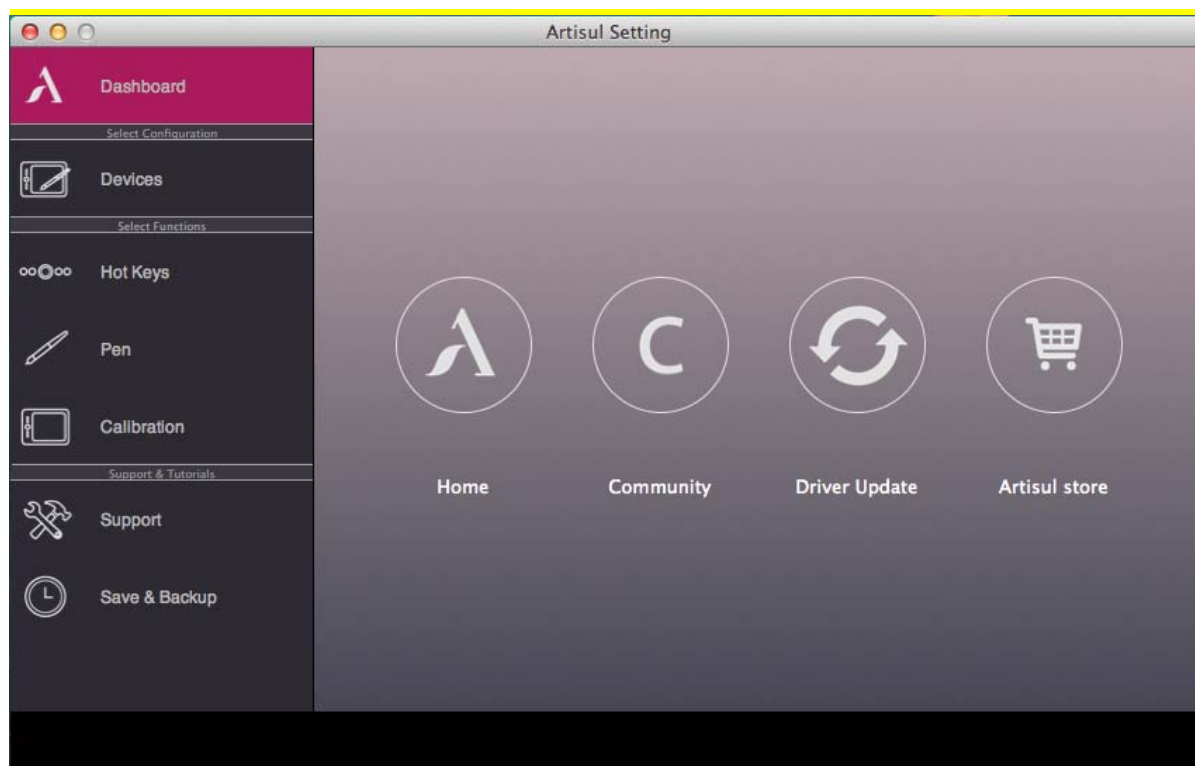 Artisul Setting
Dashboard
Select Configuration
Devices
Select Functions
Hot Keys
Pen
Calibration
Support & Tutorials
Support
Save & Backup
C
Home
Community
Driver Update
Artisul store